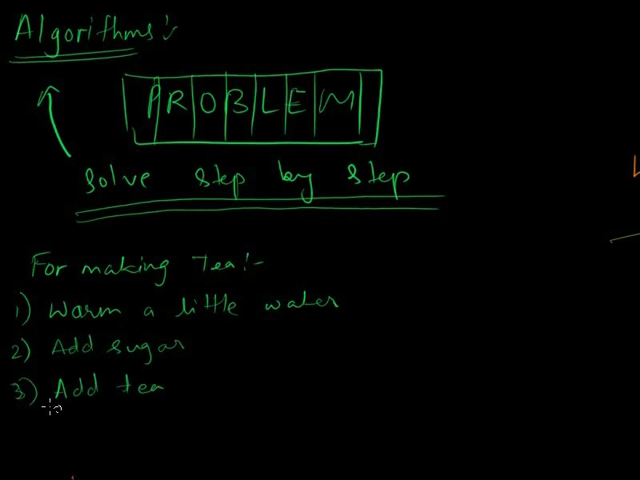 Algorithms:
PROBLEM
solve step by step
For making Tea:-
1) Warm a little water
2) Add sugar
3) Add tea